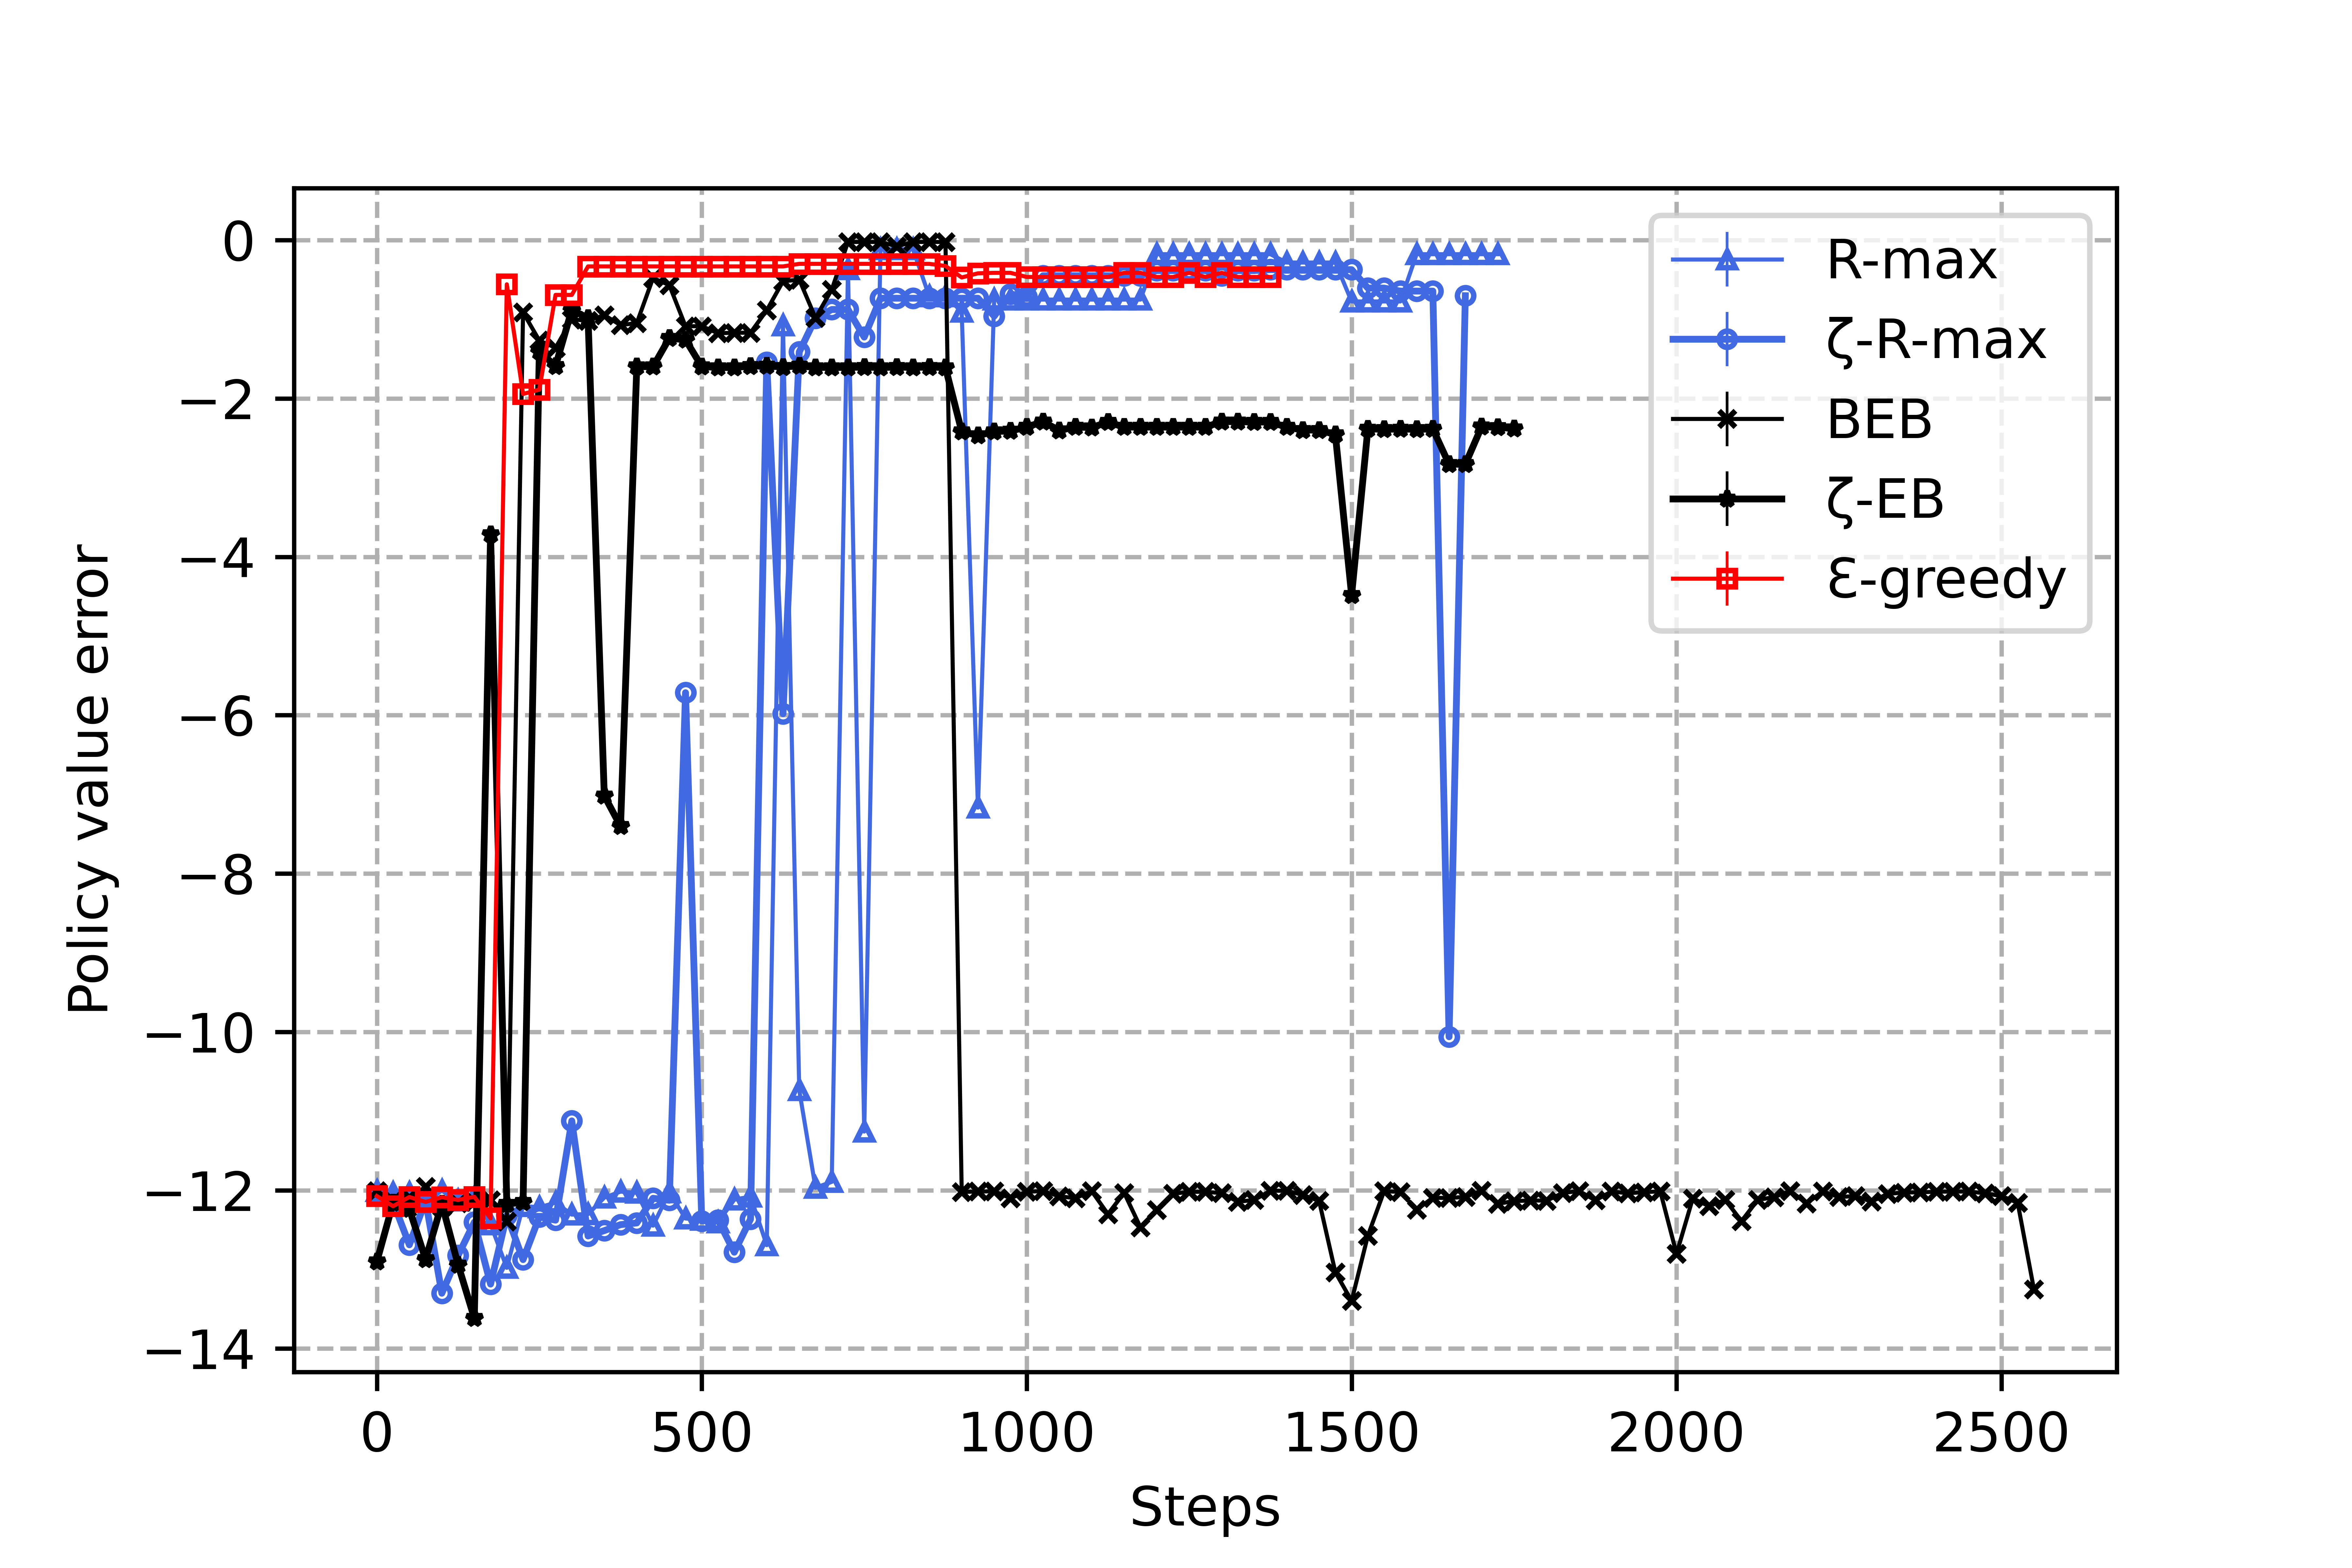 0
−2
−4
−6
−8
−10
−12
−14
Policy value error
0 500 1000 1500 2000 2500
Steps
R-max
ζ-R-max
BEB
ζ-EB
Ɛ-greedy